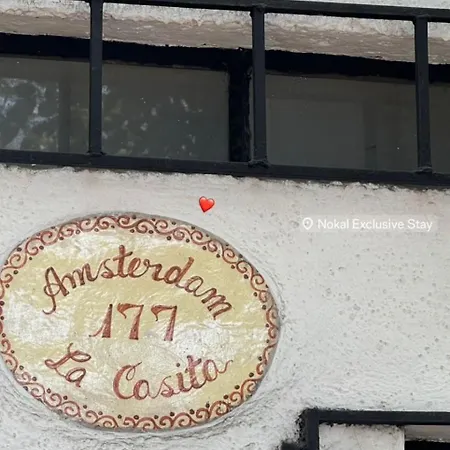 Nokal Exclusive Stay
Amsterdam
177
La Casita